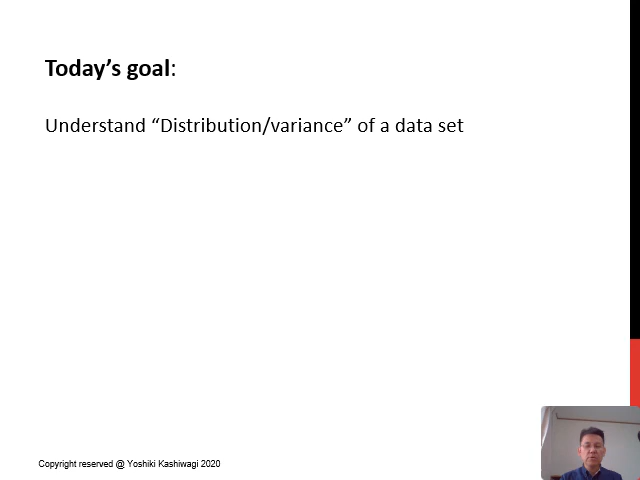 Today’s goal:
Understand “Distribution/variance” of a data set
Copyright reserved @ Yoshiki Kashiwagi 2020